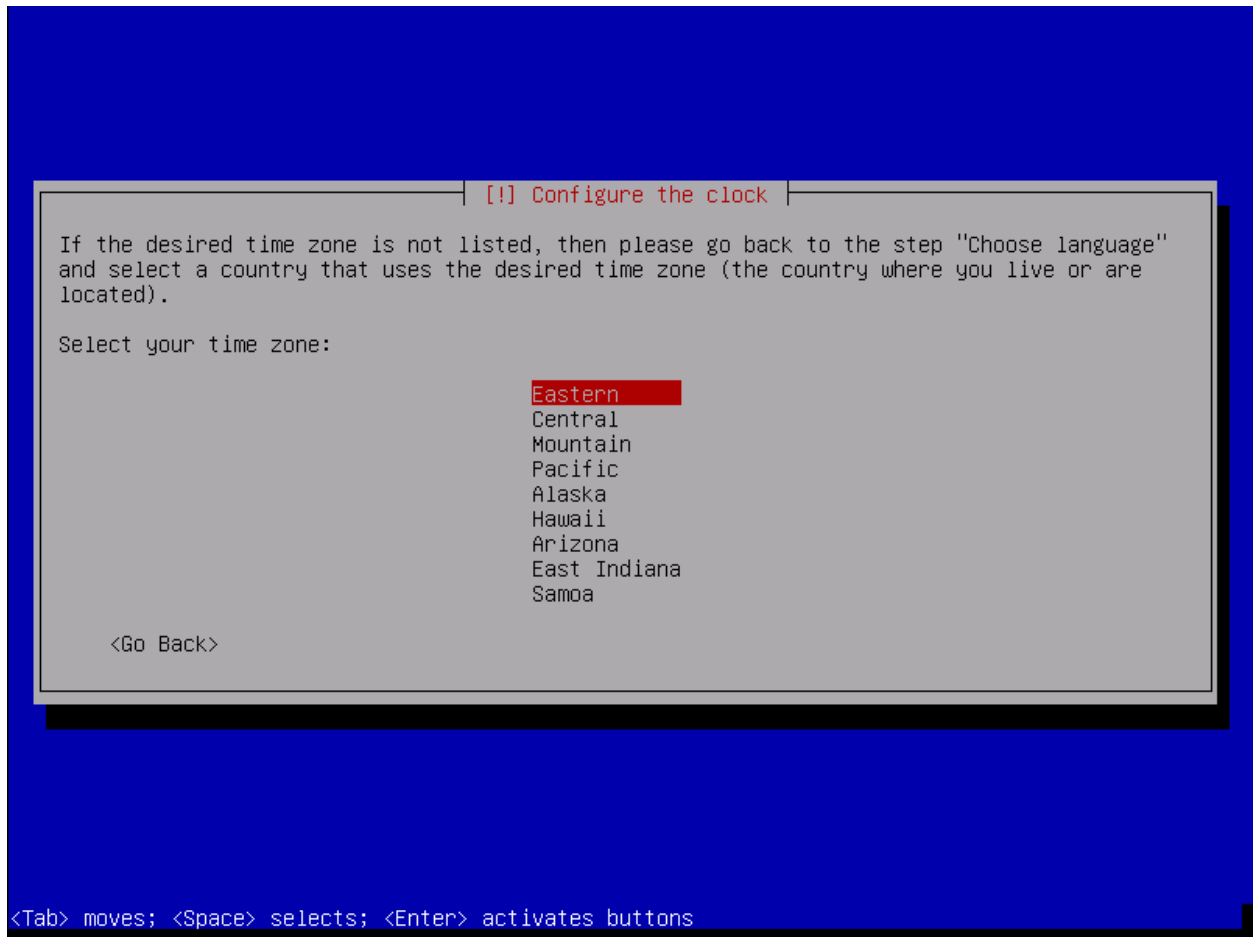 [!] Configure the clock
If the desired time zone is not listed, then please go back to the step "Choose language"
and select a country that uses the desired time zone (the country where you live or are
located).
Select your time zone:
Eastern
Central
Mountain
Pacific
Alaska
Hawaii
Arizona
East Indiana
Samoa
<Go Back>
<Tab> moves; <Space> selects; <Enter> activates buttons